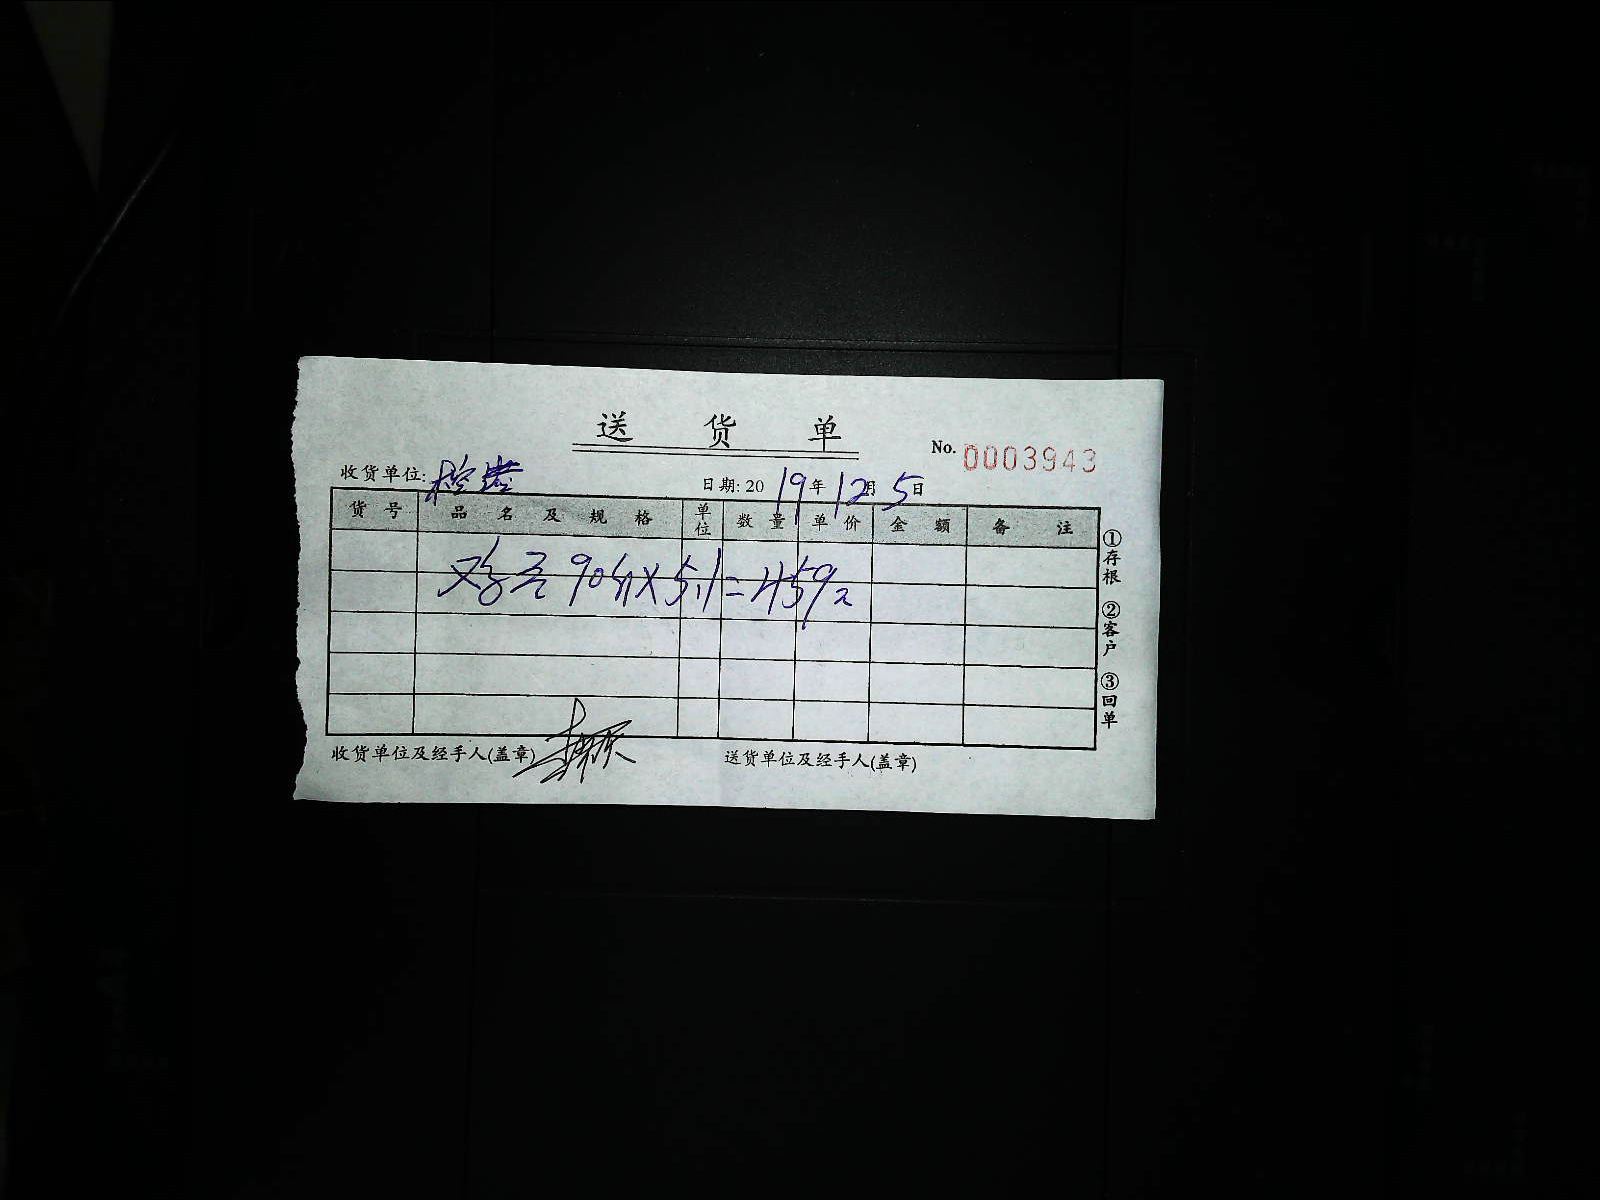 送货单
No. 0003943
收货单位:
日期: 2019年12月5日
货号 品名及规格 单位 数量 单价 金额 备注
鸡蛋 90斤×5.1=459元
①存根 ②客户 ③回单
收货单位及经手人(盖章) 送货单位及经手人(盖章)